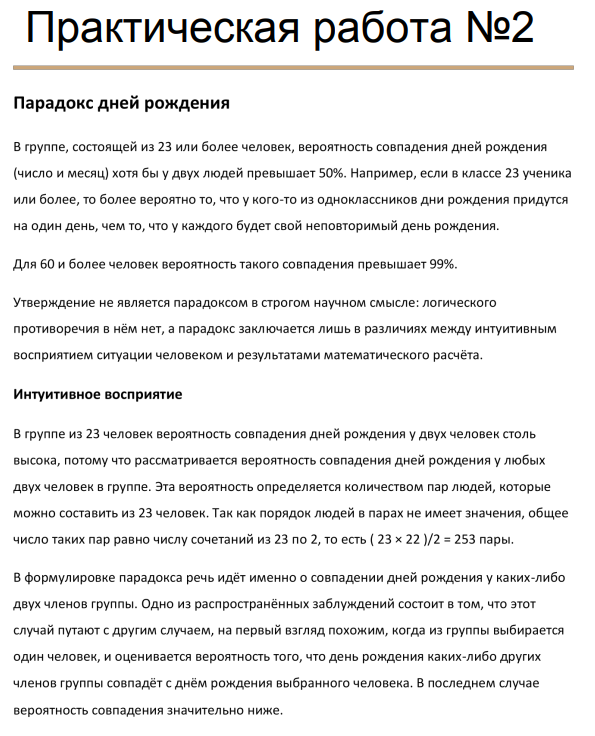 Практическая работа №2
Парадокс дней рождения
В группе, состоящей из 23 или более человек, вероятность совпадения дней рождения
(число и месяц) хотя бы у двух людей превышает 50%. Например, если в классе 23 ученика
или более, то более вероятно то, что у кого-то из одноклассников дни рождения придутся
на один день, чем то, что у каждого будет свой неповторимый день рождения.
Для 60 и более человек вероятность такого совпадения превышает 99%.
Утверждение не является парадоксом в строгом научном смысле: логического
противоречия в нём нет, а парадокс заключается лишь в различиях между интуитивным
восприятием ситуации человеком и результатами математического расчёта.
Интуитивное восприятие
В группе из 23 человек вероятность совпадения дней рождения у двух человек столь
высока, потому что рассматривается вероятность совпадения дней рождения у любых
двух человек в группе. Эта вероятность определяется количеством пар людей, которые
можно составить из 23 человек. Так как порядок людей в парах не имеет значения, общее
число таких пар равно числу сочетаний из 23 по 2, то есть ( 23 × 22 )/2 = 253 пары.
В формулировке парадокса речь идёт именно о совпадении дней рождения у каких-либо
двух членов группы. Одно из распространённых заблуждений состоит в том, что этот
случай путают с другим случаем, на первый взгляд похожим, когда из группы выбирается
один человек, и оценивается вероятность того, что день рождения каких-либо других
членов группы совпадёт с днём рождения выбранного человека. В последнем случае
вероятность совпадения значительно ниже.